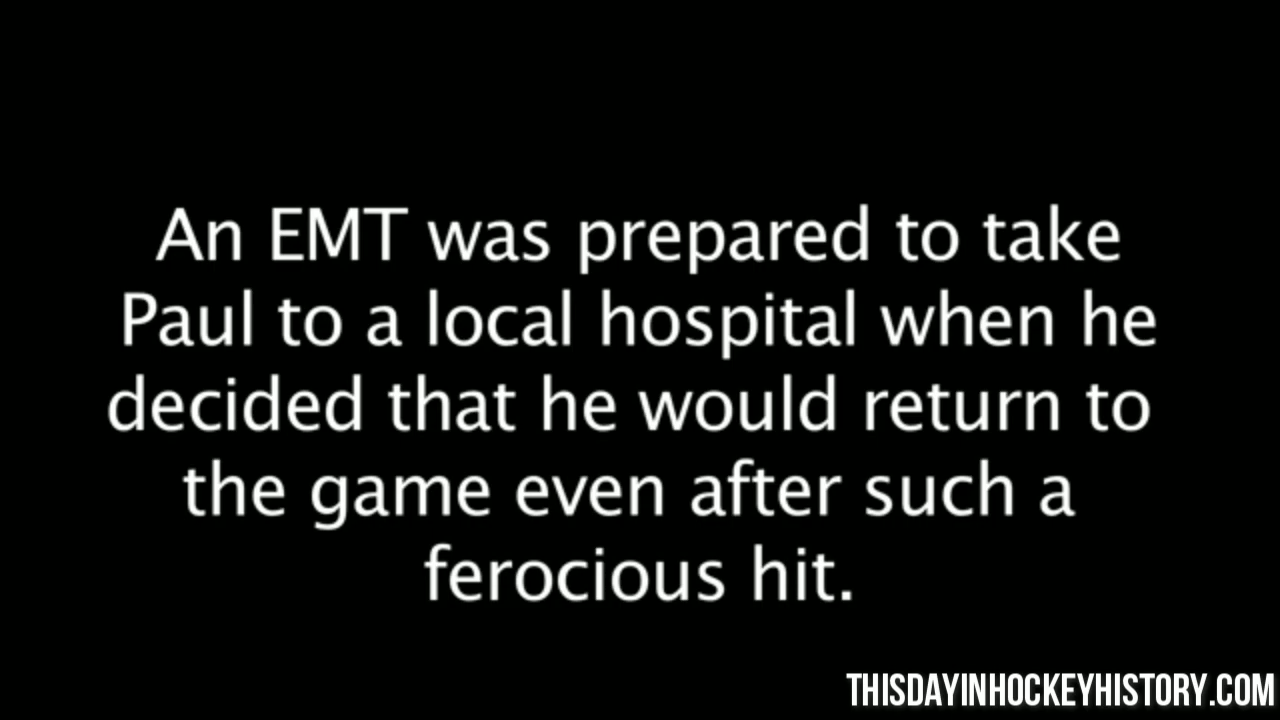 An EMT was prepared to take
Paul to a local hospital when he
decided that he would return to
the game even after such a
ferocious hit.
THISDAYINHOCKEYHISTORY.COM